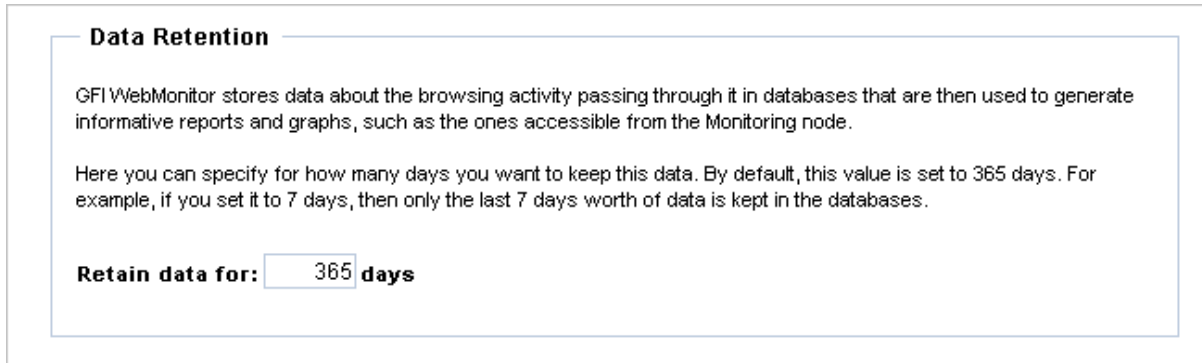 Data Retention
GFI WebMonitor stores data about the browsing activity passing through it in databases that are then used to generate
informative reports and graphs, such as the ones accessible from the Monitoring node.
Here you can specify for how many days you want to keep this data. By default, this value is set to 365 days. For
example, if you set it to 7 days, then only the last 7 days worth of data is kept in the databases.
Retain data for: 365 days